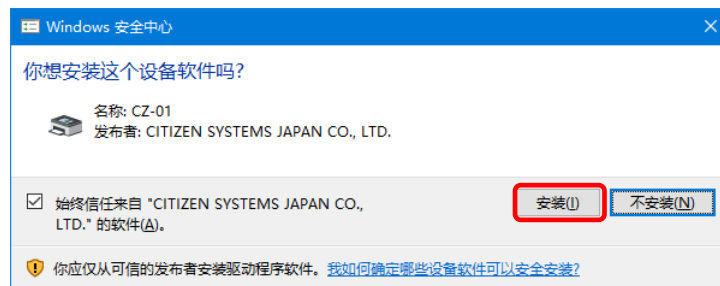 Windows 安全中心
你想安装这个设备软件吗?
名称: CZ-01
发布者: CITIZEN SYSTEMS JAPAN CO., LTD.
始终信任来自 "CITIZEN SYSTEMS JAPAN CO.,
LTD." 的软件(A)。
安装(I)
不安装(N)
你应仅从可信的发布者安装驱动程序软件。我如何确定哪些设备软件可以安全安装?